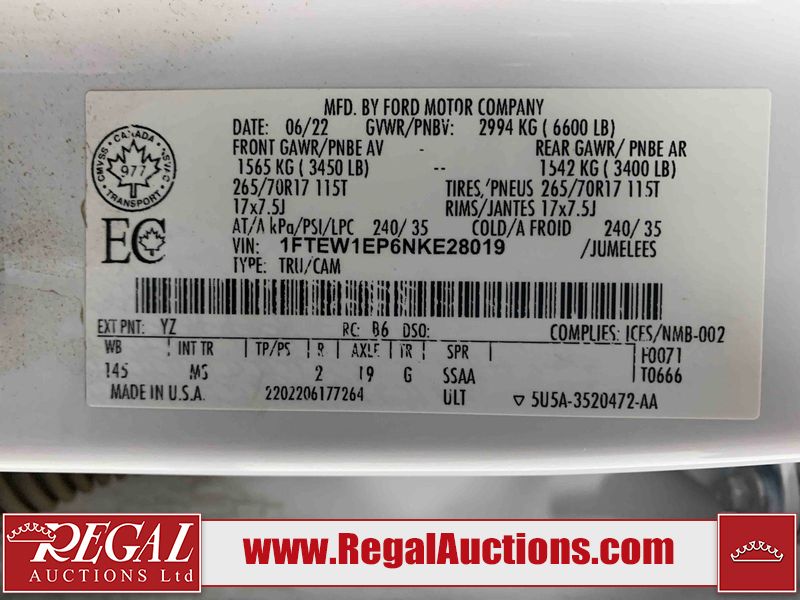 MFD. BY FORD MOTOR COMPANY
DATE: 06/22 GVWR/PNBV: 2994 KG ( 6600 LB)
FRONT GAWR/PNBE AV - REAR GAWR/ PNBE AR
1565 KG ( 3450 LB) -- 1542 KG ( 3400 LB)
265/70R17 115T TIRES/PNEUS 265/70R17 115T
17x7.5J RIMS/JANTES 17x7.5J
AT/A kPa/PSI/LPC 240/ 35 COLD/A FROID 240/ 35
VIN: 1FTEW1EP6NKE28019 /JUMELEES
TYPE: TRU/CAM
CANADA
CMVSS NSVAC
977
TRANSPORT
EC
EXT PNT: YZ RC: B6 DSO: COMPLIES: ICES/NMB-002
WB INT TR TP/PS R AXLE TR SPR F0071
145 MS 2 19 G SSAA T0666
MADE IN U.S.A. 2202206177264 ULT ▽ 5U5A-3520472-AA
REGAL
AUCTIONS Ltd
www.RegalAuctions.com